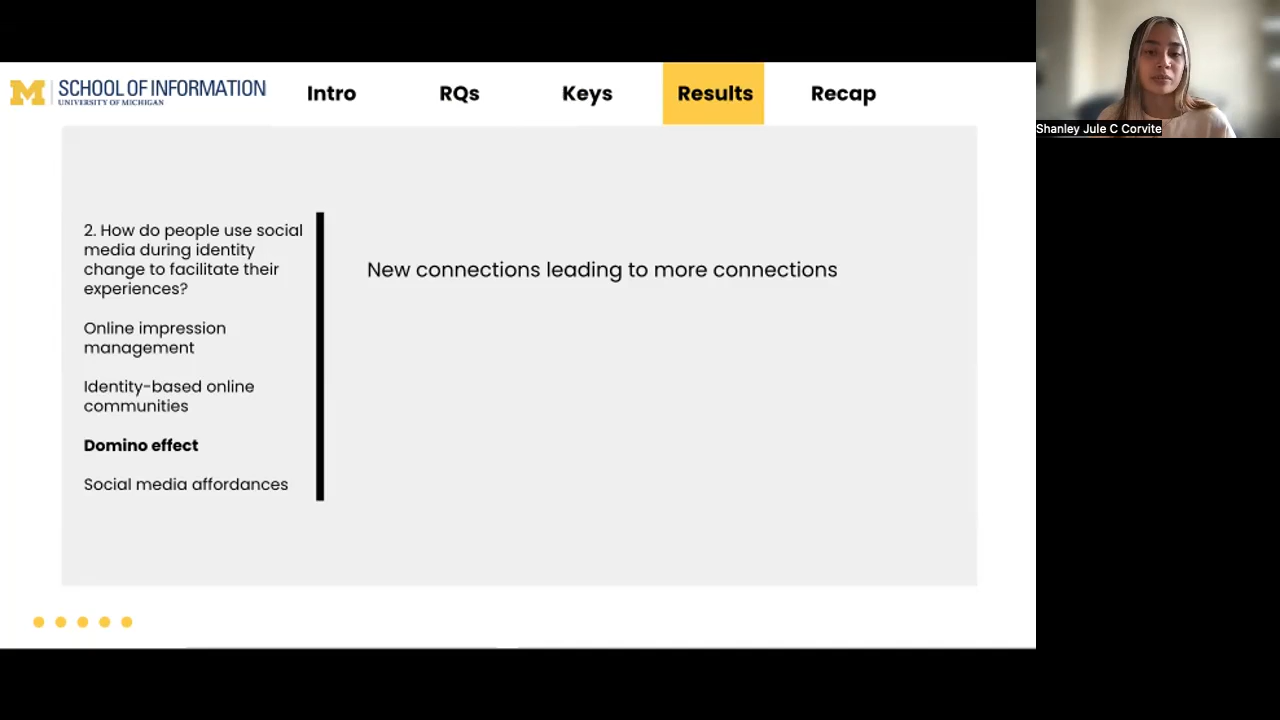 M SCHOOL OF INFORMATION
UNIVERSITY OF MICHIGAN
Intro
RQs
Keys
Results
Recap
Shanley Jule C Corvite
2. How do people use social
media during identity
change to facilitate their
experiences?
Online impression
management
Identity-based online
communities
Domino effect
Social media affordances
New connections leading to more connections